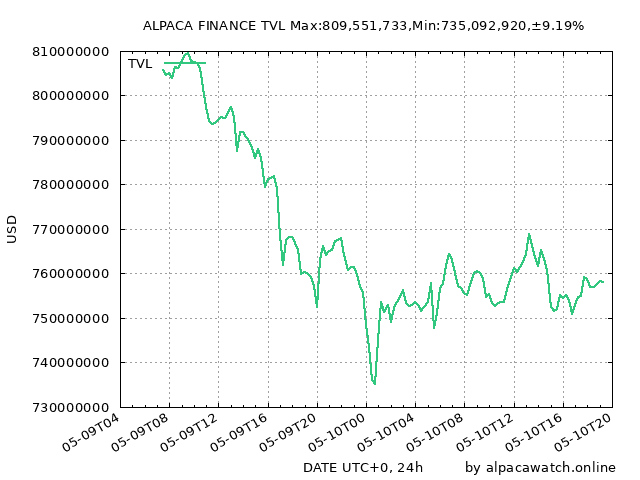 ALPACA FINANCE TVL Max:809,551,733,Min:735,092,920,±9.19%
TVL
810000000
800000000
790000000
780000000
770000000
760000000
750000000
740000000
730000000
USD
05-09T04
05-09T08
05-09T12
05-09T16
05-09T20
05-10T00
05-10T04
05-10T08
05-10T12
05-10T16
05-10T20
DATE UTC+0, 24h
by alpacawatch.online